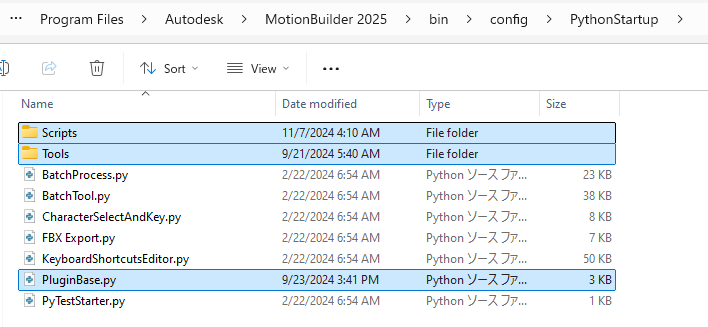 ... Program Files > Autodesk > MotionBuilder 2025 > bin > config > PythonStartup >
Sort View ...
Name Date modified Type Size
Scripts 11/7/2024 4:10 AM File folder
Tools 9/21/2024 5:40 AM File folder
BatchProcess.py 2/22/2024 6:54 AM Python ソース ファ... 23 KB
BatchTool.py 2/22/2024 6:54 AM Python ソース ファ... 38 KB
CharacterSelectAndKey.py 2/22/2024 6:54 AM Python ソース ファ... 8 KB
FBX Export.py 2/22/2024 6:54 AM Python ソース ファ... 7 KB
KeyboardShortcutsEditor.py 2/22/2024 6:54 AM Python ソース ファ... 50 KB
PluginBase.py 9/23/2024 3:41 PM Python ソース ファ... 3 KB
PyTestStarter.py 2/22/2024 6:54 AM Python ソース ファ... 1 KB